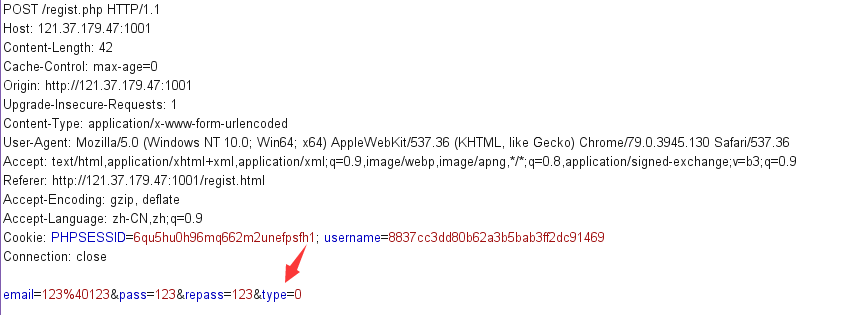 POST /regist.php HTTP/1.1
Host: 121.37.179.47:1001
Content-Length: 42
Cache-Control: max-age=0
Origin: http://121.37.179.47:1001
Upgrade-Insecure-Requests: 1
Content-Type: application/x-www-form-urlencoded
User-Agent: Mozilla/5.0 (Windows NT 10.0; Win64; x64) AppleWebKit/537.36 (KHTML, like Gecko) Chrome/79.0.3945.130 Safari/537.36
Accept: text/html,application/xhtml+xml,application/xml;q=0.9,image/webp,image/apng,*/*;q=0.8,application/signed-exchange;v=b3;q=0.9
Referer: http://121.37.179.47:1001/regist.html
Accept-Encoding: gzip, deflate
Accept-Language: zh-CN,zh;q=0.9
Cookie: PHPSESSID=6qu5hu0h96mq662m2unefpsfh1; username=8837cc3dd80b62a3b5bab3ff2dc91469
Connection: close
email=123%40123&pass=123&repass=123&type=0